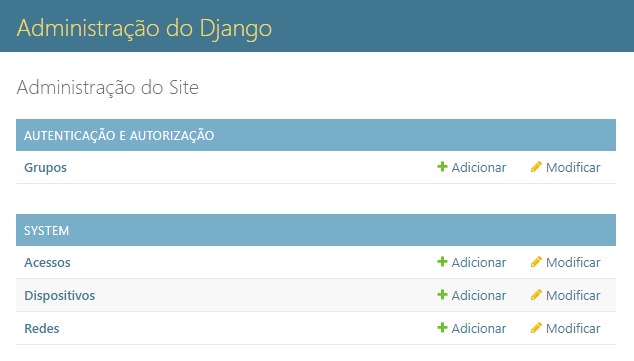 Administração do Django
Administração do Site
AUTENTICAÇÃO E AUTORIZAÇÃO
Grupos Adicionar Modificar
SYSTEM
Acessos Adicionar Modificar
Dispositivos Adicionar Modificar
Redes Adicionar Modificar